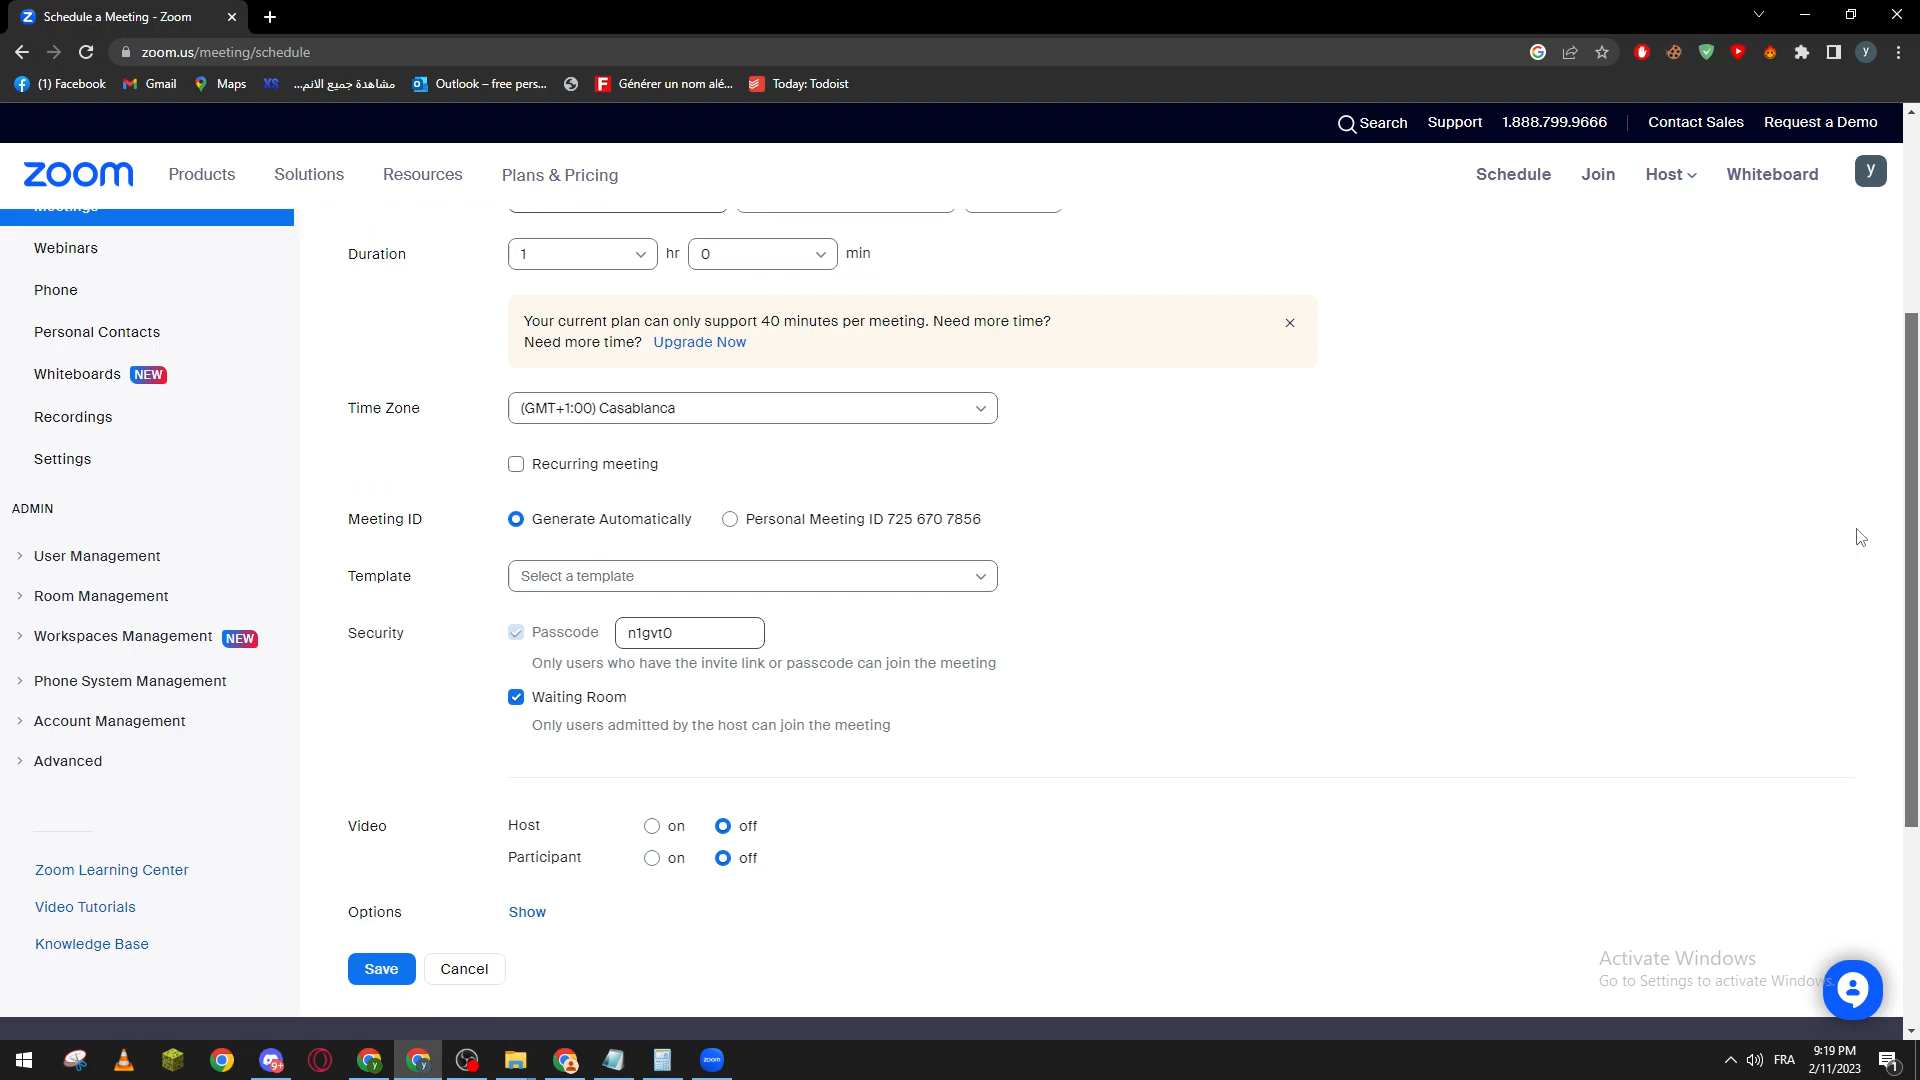 Schedule a Meeting - Zoom
zoom.us/meeting/schedule
y
(1) Facebook
Gmail
Maps
XS
مشاهدة جميع الانم...
Outlook – free pers...
Générer un nom alé...
Today: Todoist
Search
Support
1.888.799.9666
Contact Sales
Request a Demo
zoom
Products
Solutions
Resources
Plans & Pricing
Schedule
Join
Host
Whiteboard
y
Meetings
Webinars
Phone
Personal Contacts
Whiteboards NEW
Recordings
Settings
ADMIN
User Management
Room Management
Workspaces Management NEW
Phone System Management
Account Management
Advanced
Zoom Learning Center
Video Tutorials
Knowledge Base
Duration 1 hr 0 min
Your current plan can only support 40 minutes per meeting. Need more time?
Need more time? Upgrade Now
Time Zone (GMT+1:00) Casablanca
Recurring meeting
Meeting ID Generate Automatically Personal Meeting ID 725 670 7856
Template Select a template
Security Passcode n1gvt0
Only users who have the invite link or passcode can join the meeting
Waiting Room
Only users admitted by the host can join the meeting
Video Host on off
Participant on off
Options Show
Save Cancel
Activate Windows
Go to Settings to activate Windows.
9+
zoom
FRA
9:19 PM
2/11/2023
1